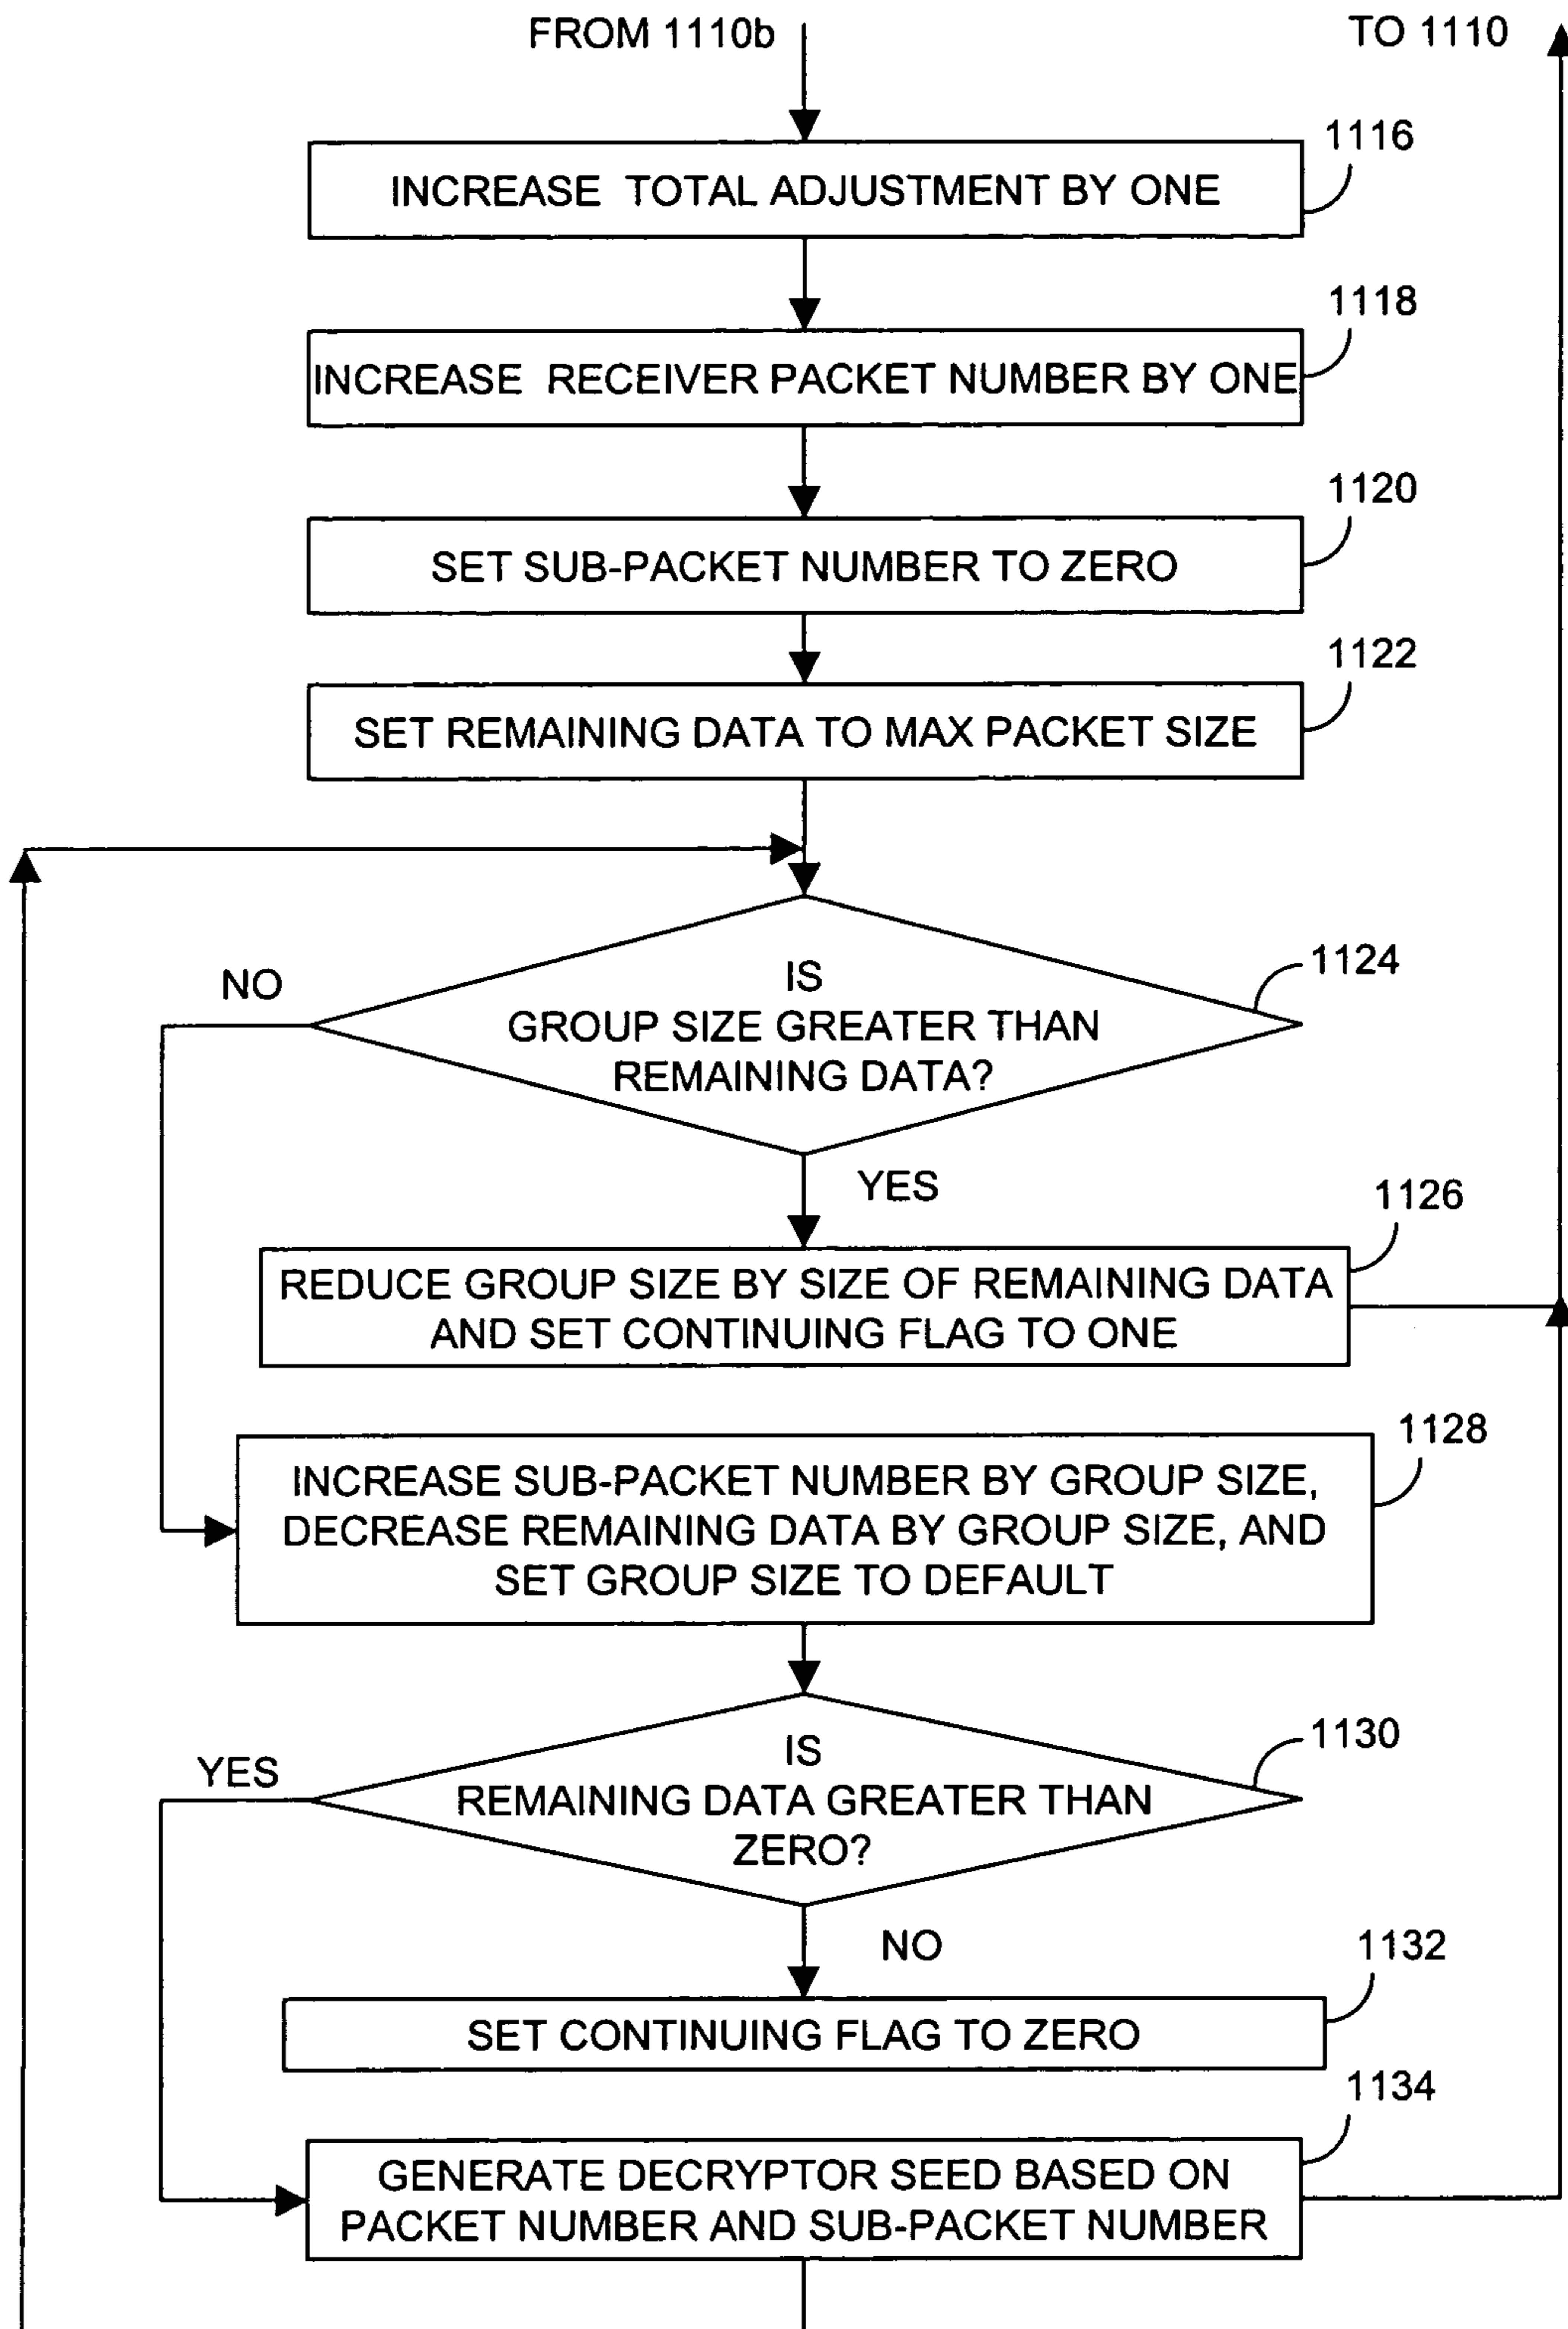 FROM 1110b
TO 1110
1116
INCREASE TOTAL ADJUSTMENT BY ONE
1118
INCREASE RECEIVER PACKET NUMBER BY ONE
1120
SET SUB-PACKET NUMBER TO ZERO
1122
SET REMAINING DATA TO MAX PACKET SIZE
1124
NO
IS
GROUP SIZE GREATER THAN
REMAINING DATA?
YES
1126
REDUCE GROUP SIZE BY SIZE OF REMAINING DATA
AND SET CONTINUING FLAG TO ONE
1128
INCREASE SUB-PACKET NUMBER BY GROUP SIZE,
DECREASE REMAINING DATA BY GROUP SIZE, AND
SET GROUP SIZE TO DEFAULT
1130
YES
IS
REMAINING DATA GREATER THAN
ZERO?
NO
1132
SET CONTINUING FLAG TO ZERO
1134
GENERATE DECRYPTOR SEED BASED ON
PACKET NUMBER AND SUB-PACKET NUMBER